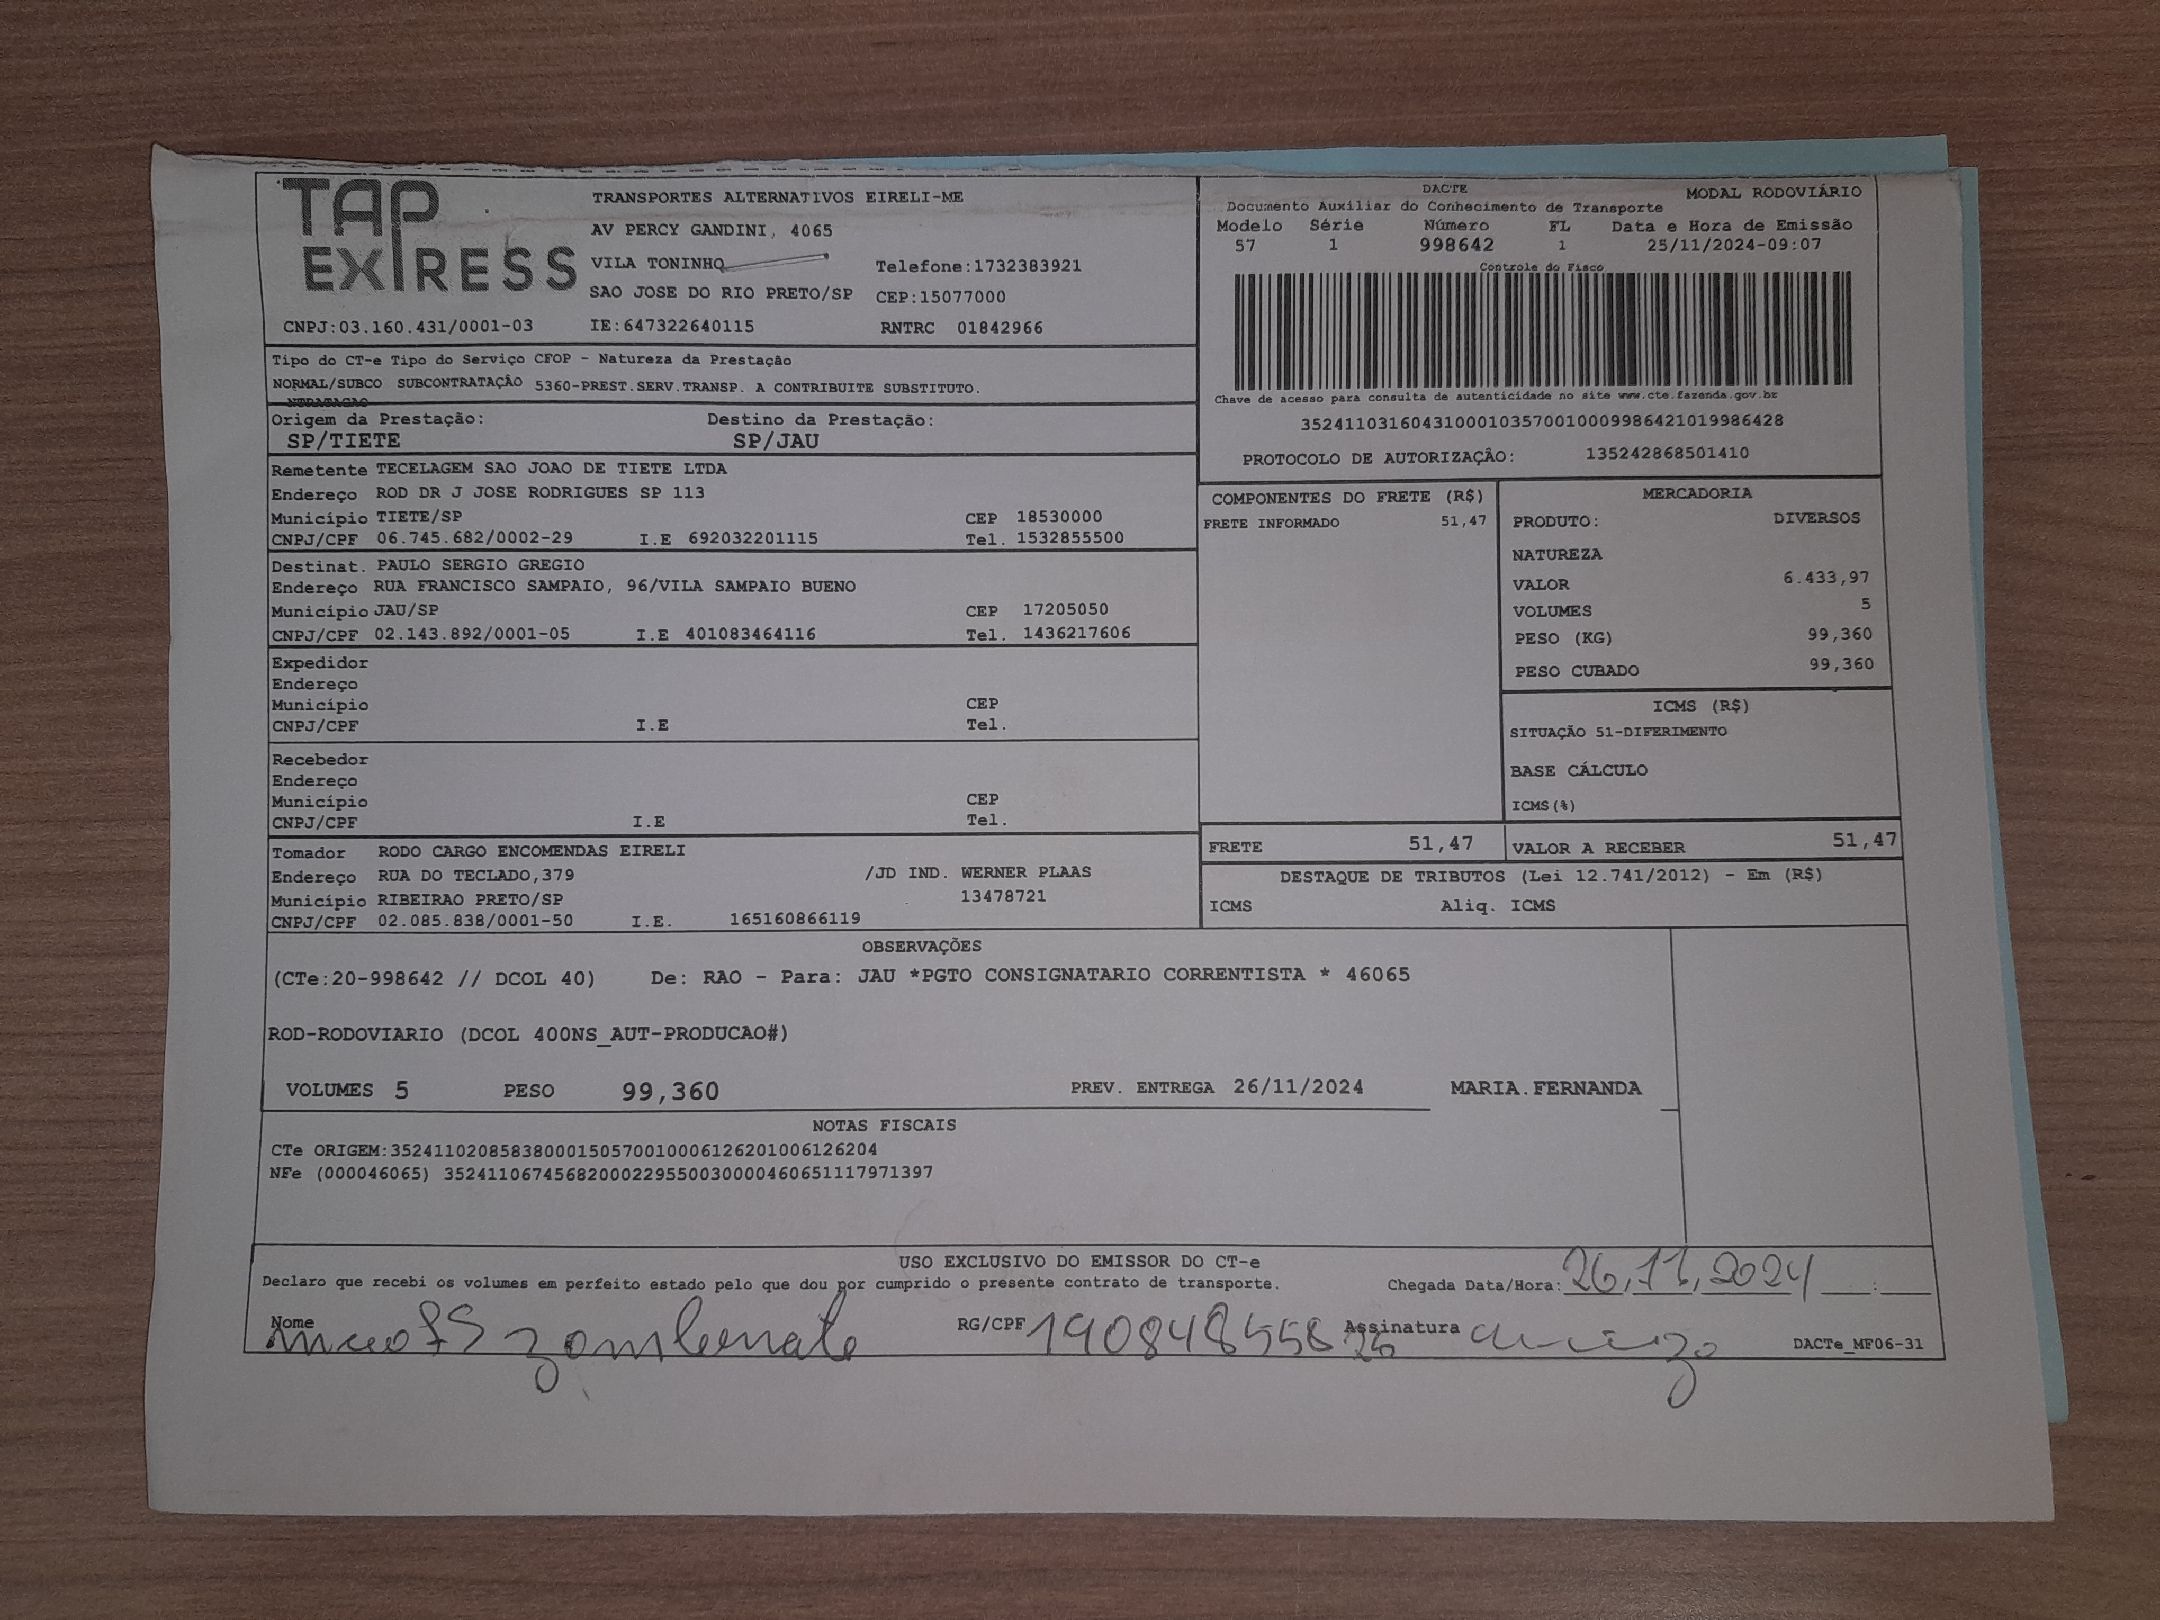 TAP EXPRESS
TRANSPORTES ALTERNATIVOS EIRELI-ME
AV PERCY GANDINI, 4065
VILA TONINHO Telefone:1732383921
SAO JOSE DO RIO PRETO/SP CEP:15077000
CNPJ:03.160.431/0001-03 IE:647322640115 RNTRC 01842966
DACTE MODAL RODOVIÁRIO
Documento Auxiliar do Conhecimento de Transporte
Modelo Série Número FL Data e Hora de Emissão
57 1 998642 1 25/11/2024-09:07
Controle do Fisco
Chave de acesso para consulta de autenticidade no site www.cte.fazenda.gov.br
35241103160431000103570010009986421019986428
PROTOCOLO DE AUTORIZAÇÂO: 135242868501410
Tipo do CT-e Tipo do Serviço CFOP - Natureza da Prestação
NORMAL/SUBCO SUBCONTRATAÇÂO 5360-PREST.SERV.TRANSP. A CONTRIBUITE SUBSTITUTO.
NTRATACAO
Origem da Prestação: Destino da Prestação:
SP/TIETE SP/JAU
Remetente TECELAGEM SAO JOAO DE TIETE LTDA
Endereço ROD DR J JOSE RODRIGUES SP 113
Município TIETE/SP CEP 18530000
CNPJ/CPF 06.745.682/0002-29 I.E 692032201115 Tel. 1532855500
Destinat. PAULO SERGIO GREGIO
Endereço RUA FRANCISCO SAMPAIO, 96/VILA SAMPAIO BUENO
Município JAU/SP CEP 17205050
CNPJ/CPF 02.143.892/0001-05 I.E 401083464116 Tel. 1436217606
Expedidor
Endereço
Município CEP
CNPJ/CPF I.E Tel.
Recebedor
Endereço
Município CEP
CNPJ/CPF I.E Tel.
Tomador RODO CARGO ENCOMENDAS EIRELI
Endereço RUA DO TECLADO,379 /JD IND. WERNER PLAAS
Município RIBEIRAO PRETO/SP 13478721
CNPJ/CPF 02.085.838/0001-50 I.E. 165160866119
COMPONENTES DO FRETE (R$)
FRETE INFORMADO 51,47
MERCADORIA
PRODUTO: DIVERSOS
NATUREZA
VALOR 6.433,97
VOLUMES 5
PESO (KG) 99,360
PESO CUBADO 99,360
ICMS (R$)
SITUAÇÃO 51-DIFERIMENTO
BASE CÁLCULO
ICMS(%)
FRETE 51,47 VALOR A RECEBER 51,47
DESTAQUE DE TRIBUTOS (Lei 12.741/2012) - Em (R$)
ICMS Aliq. ICMS
OBSERVAÇÕES
(CTe:20-998642 // DCOL 40) De: RAO - Para: JAU *PGTO CONSIGNATARIO CORRENTISTA * 46065
ROD-RODOVIARIO (DCOL 400NS_AUT-PRODUCAO#)
VOLUMES 5 PESO 99,360 PREV. ENTREGA 26/11/2024 MARIA.FERNANDA
NOTAS FISCAIS
CTe ORIGEM:35241102085838000150570010006126201006126204
NFe (000046065) 35241106745682000229550030000460651117971397
USO EXCLUSIVO DO EMISSOR DO CT-e
Declaro que recebi os volumes em perfeito estado pelo que dou por cumprido o presente contrato de transporte. Chegada Data/Hora: 26,11,2024 :
Nome RG/CPF Assinatura DACTe_MF06-31